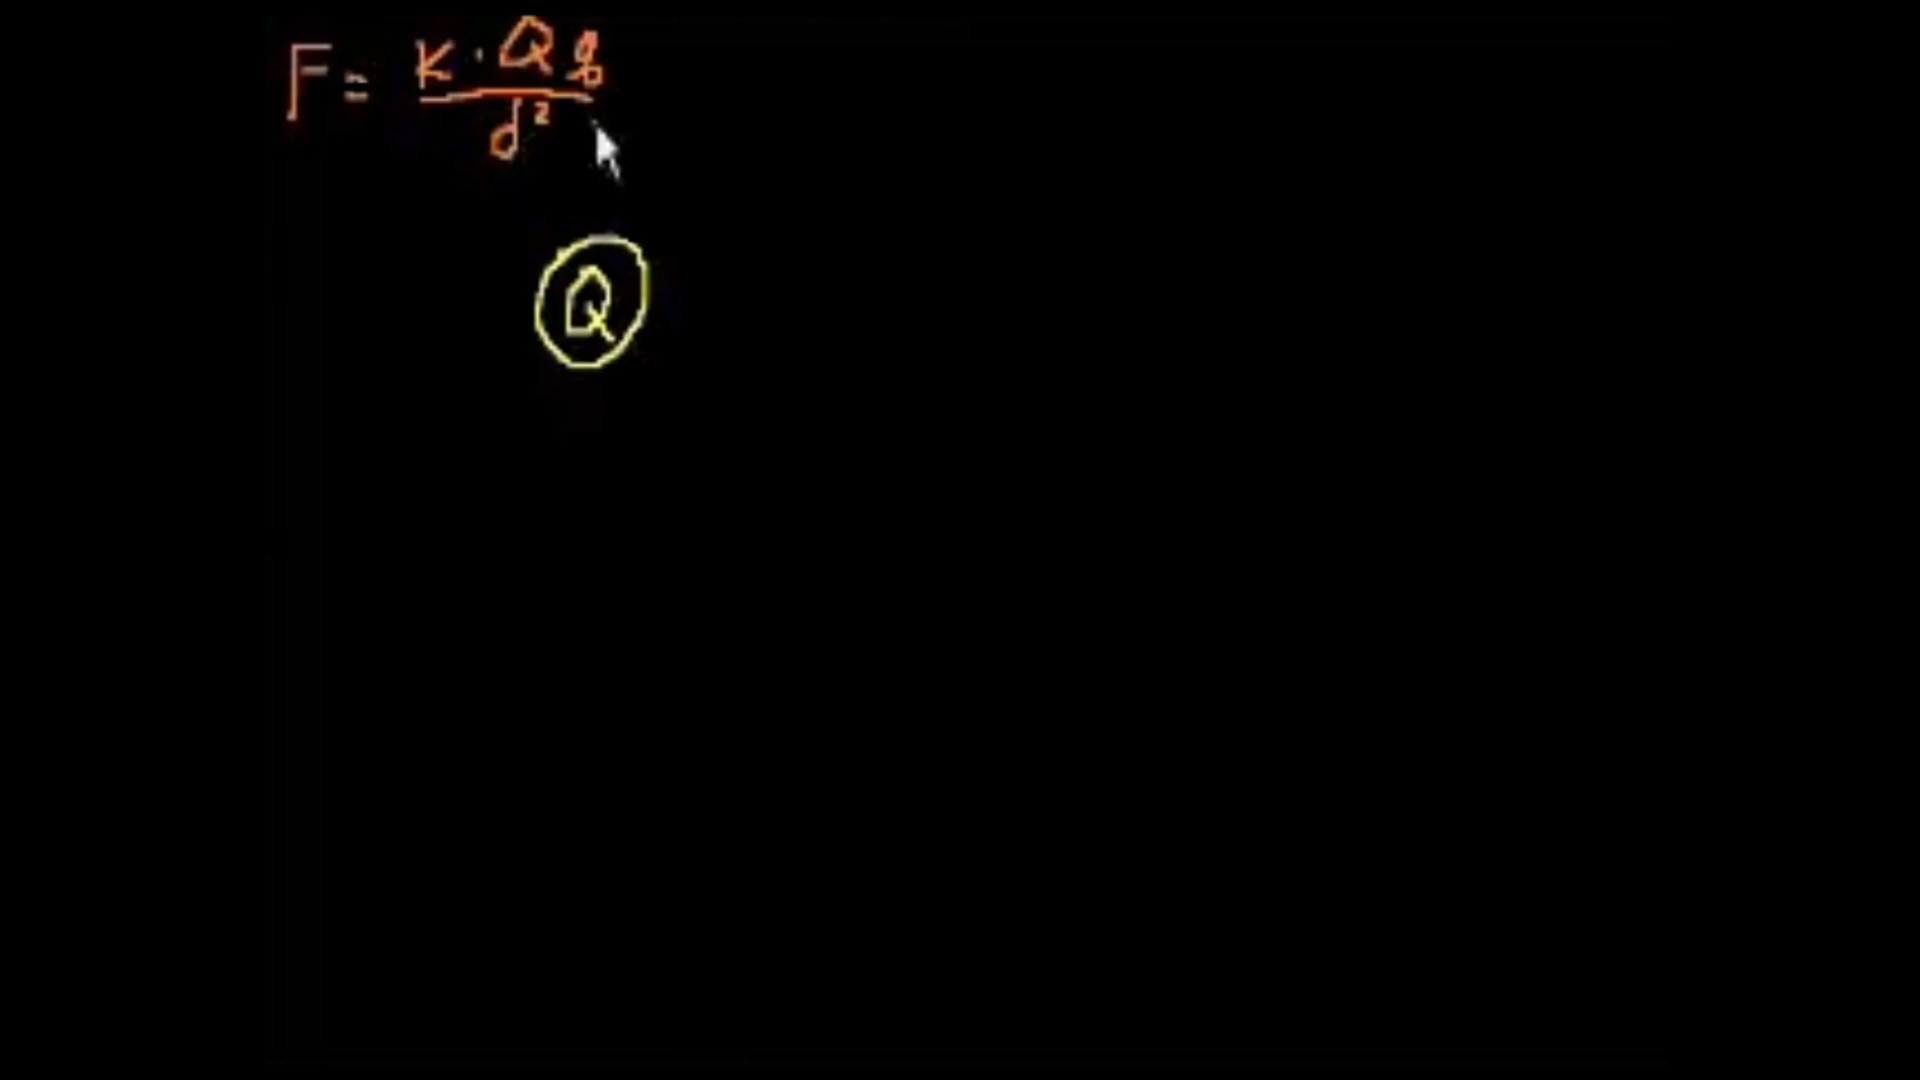 F = K · Q q / d²
Q